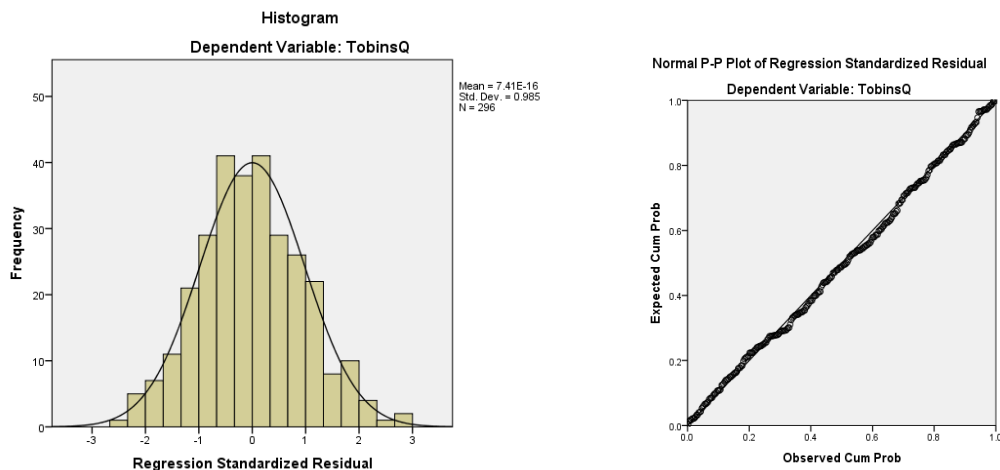 Histogram
Dependent Variable: TobinsQ
Mean = 7.41E-16
Std. Dev. = 0.985
N = 296
50
40
30
20
10
0
Frequency
-3 -2 -1 0 1 2 3
Regression Standardized Residual
Normal P-P Plot of Regression Standardized Residual
Dependent Variable: TobinsQ
1.0
0.8
0.6
0.4
0.2
0.0
Expected Cum Prob
0.0 0.2 0.4 0.6 0.8 1.0
Observed Cum Prob